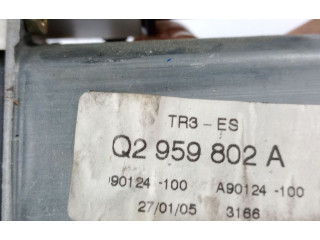 TR3 - ES
Q2 959 802 A
90124 -100 A90124 -100
27/01/05 3166